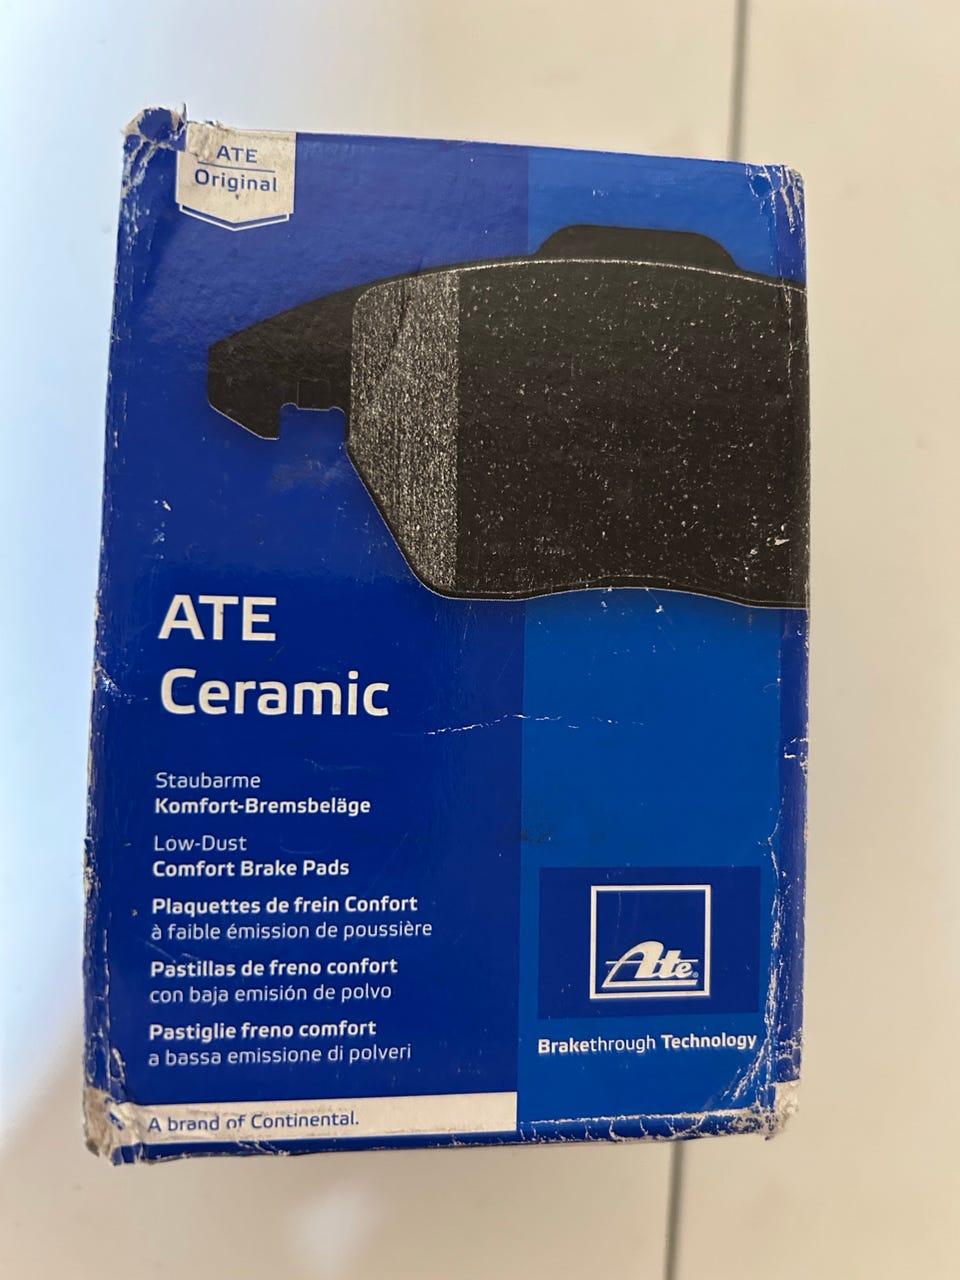 ATE
Original
ATE
Ceramic
Staubarme
Komfort-Bremsbeläge
Low-Dust
Comfort Brake Pads
Plaquettes de frein Confort
à faible émission de poussière
Pastillas de freno confort
con baja emisión de polvo
Pastiglie freno comfort
a bassa emissione di polveri
Ate®
Brakethrough Technology
A brand of Continental.